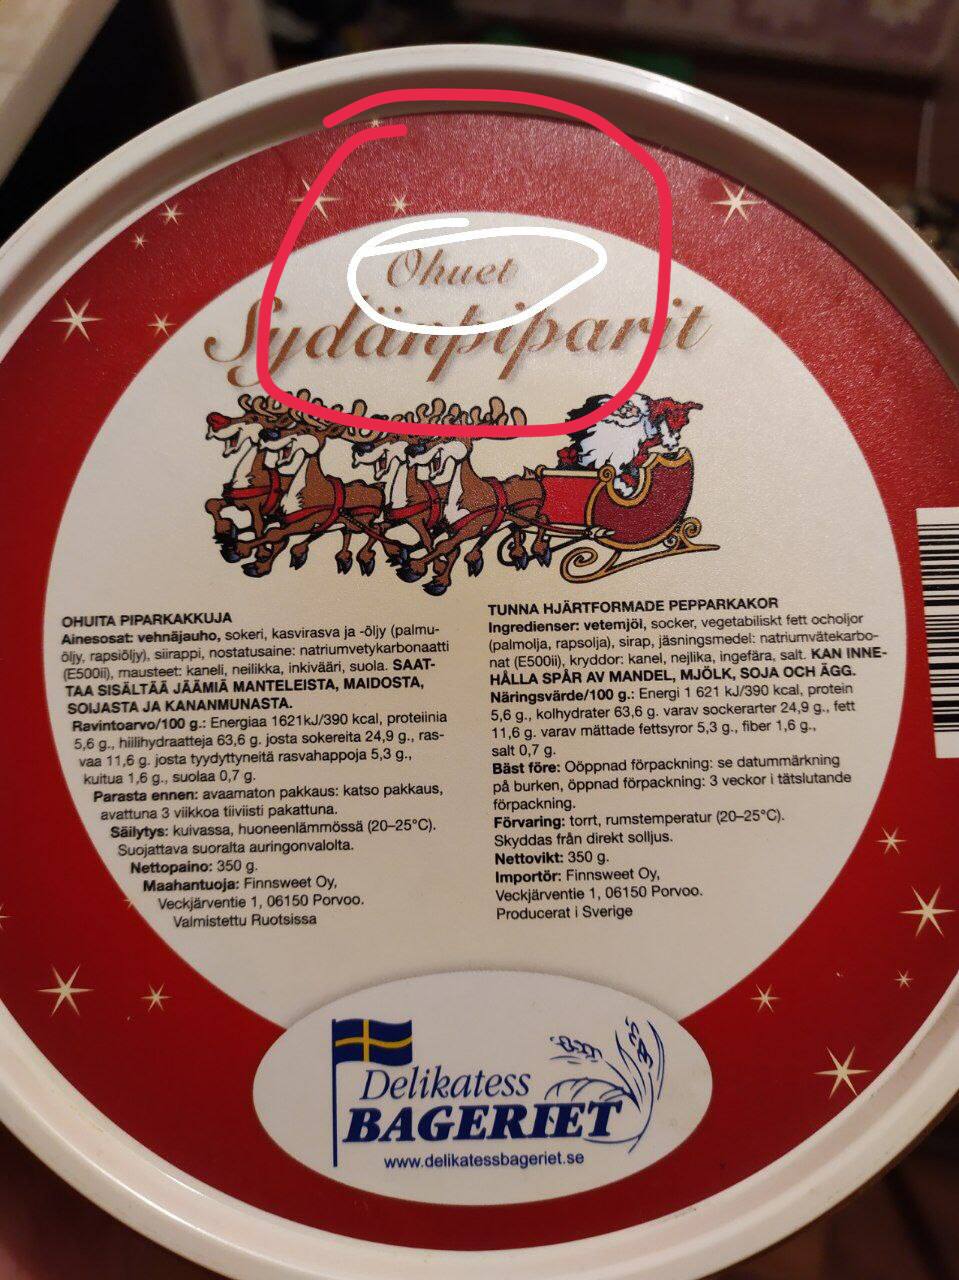 Ohuet
Sydänpiparit
OHUITA PIPARKAKKUJA
Ainesosat: vehnäjauho, sokeri, kasvirasva ja -öljy (palmu-
öljy, rapsiöljy), siirappi, nostatusaine: natriumvetykarbonaatti
(E500ii), mausteet: kaneli, neilikka, inkivääri, suola. SAAT-
TAA SISÄLTÄÄ JÄÄMIÄ MANTELEISTA, MAIDOSTA,
SOIJASTA JA KANANMUNASTA.
Ravintoarvo/100 g.: Energiaa 1621kJ/390 kcal, proteiinia
5,6 g., hiilihydraatteja 63,6 g. josta sokereita 24,9 g., ras-
vaa 11,6 g. josta tyydyttyneitä rasvahappoja 5,3 g.,
kuitua 1,6 g., suolaa 0,7 g.
Parasta ennen: avaamaton pakkaus: katso pakkaus,
avattuna 3 viikkoa tiiviisti pakattuna.
Säilytys: kuivassa, huoneenlämmössä (20–25°C).
Suojattava suoralta auringonvalolta.
Nettopaino: 350 g.
Maahantuoja: Finnsweet Oy,
Veckjärventie 1, 06150 Porvoo.
Valmistettu Ruotsissa
TUNNA HJÄRTFORMADE PEPPARKAKOR
Ingredienser: vetemjöl, socker, vegetabiliskt fett ocholjor
(palmolja, rapsolja), sirap, jäsningsmedel: natriumvätekarbo-
nat (E500ii), kryddor: kanel, nejlika, ingefära, salt. KAN INNE-
HÅLLA SPÅR AV MANDEL, MJÖLK, SOJA OCH ÄGG.
Näringsvärde/100 g.: Energi 1 621 kJ/390 kcal, protein
5,6 g., kolhydrater 63,6 g. varav sockerarter 24,9 g., fett
11,6 g. varav mättade fettsyror 5,3 g., fiber 1,6 g.,
salt 0,7 g.
Bäst före: Oöppnad förpackning: se datummärkning
på burken, öppnad förpackning: 3 veckor i tätslutande
förpackning.
Förvaring: torrt, rumstemperatur (20–25°C).
Skyddas från direkt solljus.
Nettovikt: 350 g.
Importör: Finnsweet Oy,
Veckjärventie 1, 06150 Porvoo.
Producerat i Sverige
Delikatess
BAGERIET
www.delikatessbageriet.se